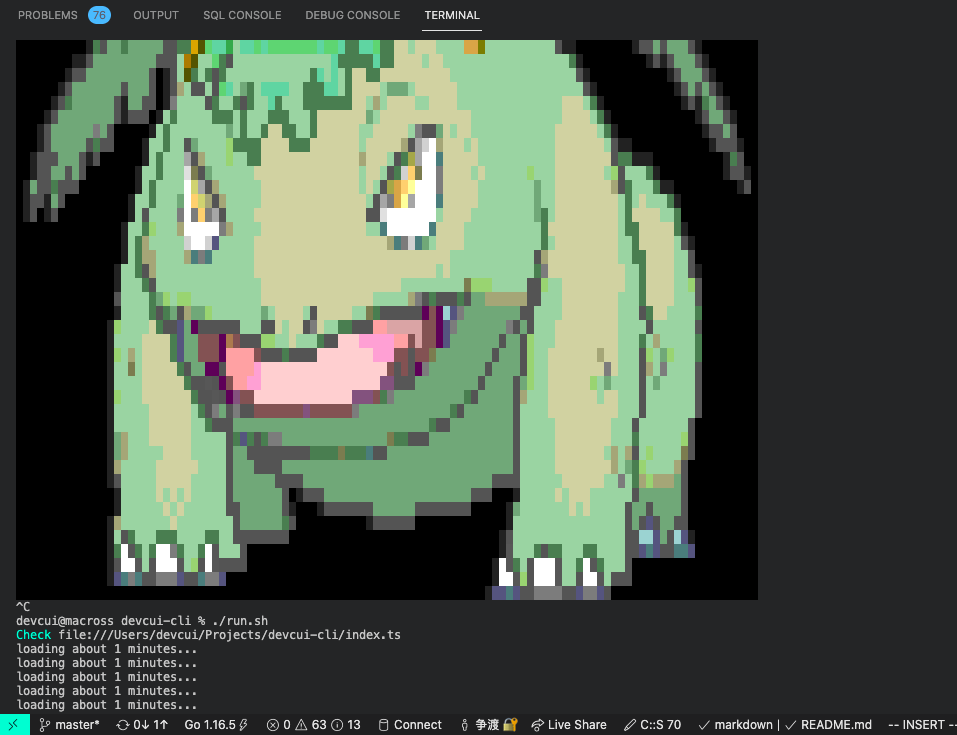 PROBLEMS 76 OUTPUT SQL CONSOLE DEBUG CONSOLE TERMINAL
^C
devcui@macross devcui-cli % ./run.sh
Check file:///Users/devcui/Projects/devcui-cli/index.ts
loading about 1 minutes...
loading about 1 minutes...
loading about 1 minutes...
loading about 1 minutes...
loading about 1 minutes...
master* 0↓ 1↑ Go 1.16.5 0 63 13 Connect 争渡 Live Share C::S 70 markdown | README.md -- INSERT --